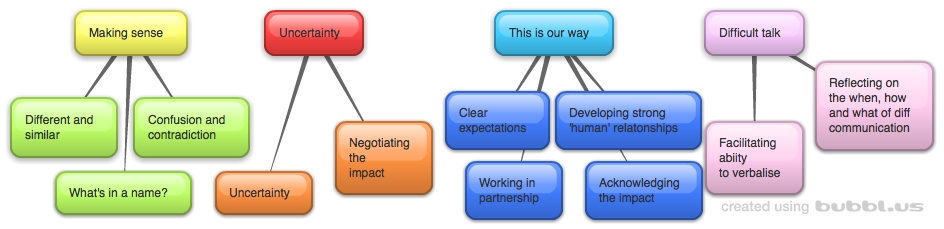 Making sense
Different and
similar
Confusion and
contradiction
What's in a name?
Uncertainty
Uncertainty
Negotiating
the
impact
This is our way
Clear
expectations
Developing strong
'human' relationships
Working in
partnership
Acknowledging
the impact
Difficult talk
Facilitating
abiity
to verbalise
Reflecting on
the when, how
and what of diff
communication
created using bubbl.us